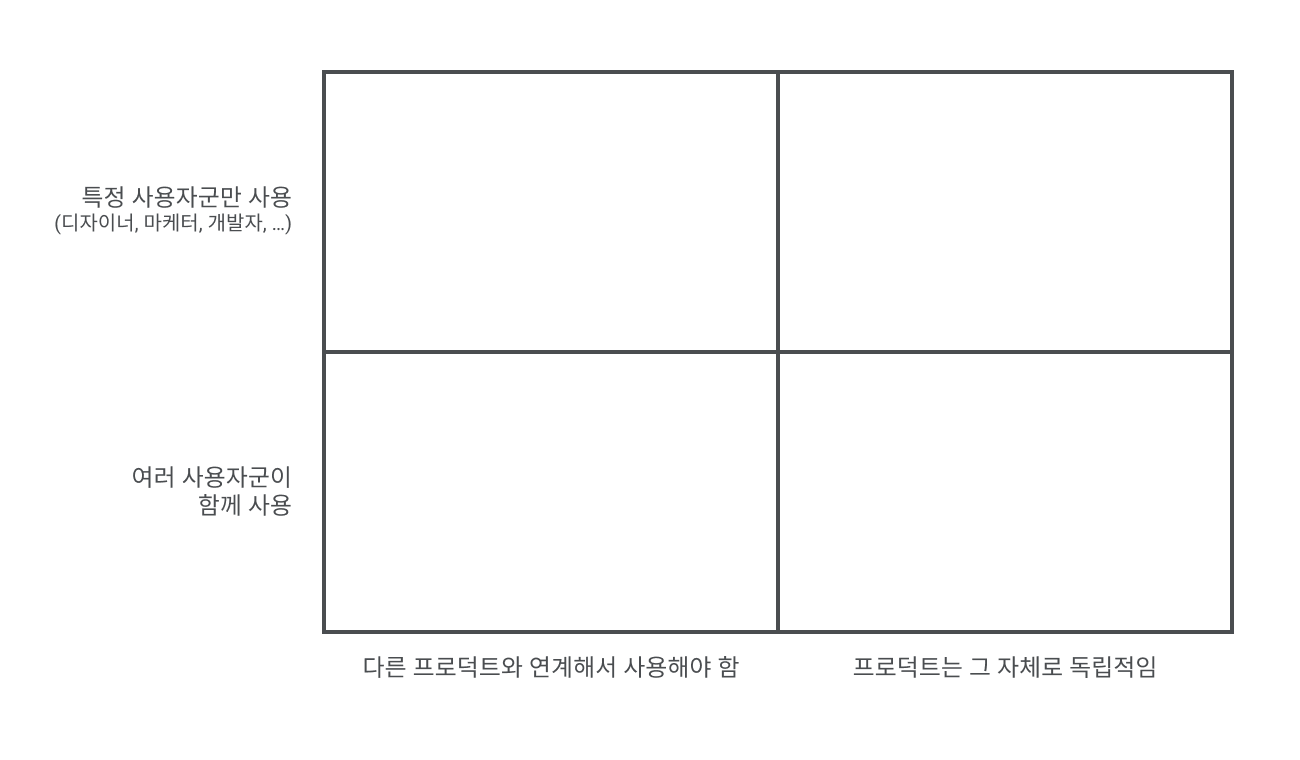 특정 사용자군만 사용
(디자이너, 마케터, 개발자, ...)
여러 사용자군이
함께 사용
다른 프로덕트와 연계해서 사용해야 함
프로덕트는 그 자체로 독립적임